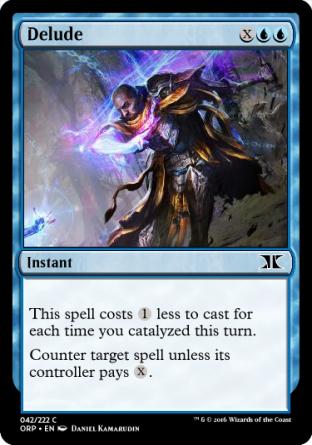 Delude X
Instant
This spell costs 1 less to cast for
each time you catalyzed this turn.
Counter target spell unless its
controller pays X.
042/222 C
ORP • EN DANIEL KAMARUDIN
™ & © 2016 Wizards of the Coast